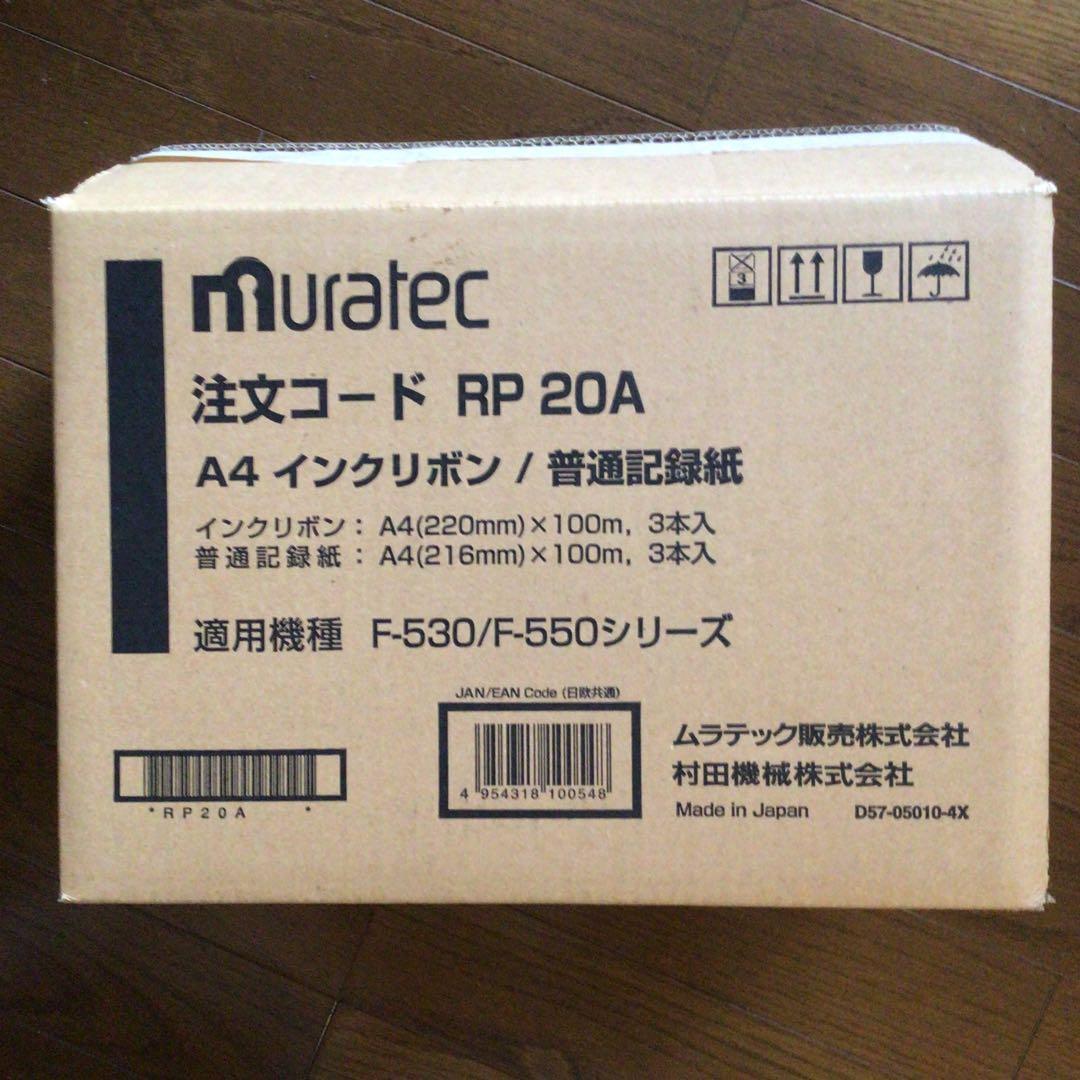 muratec
3
注文コード RP 20A
A4 インクリボン / 普通記録紙
インクリボン： A4(220mm)×100m, 3本入
普通記録紙： A4(216mm)×100m, 3本入
適用機種 F-530/F-550シリーズ
JAN/EAN Code (日欧共通)
4 954318 100548
*RP20A *
ムラテック販売株式会社
村田機械株式会社
Made in Japan D57-05010-4X